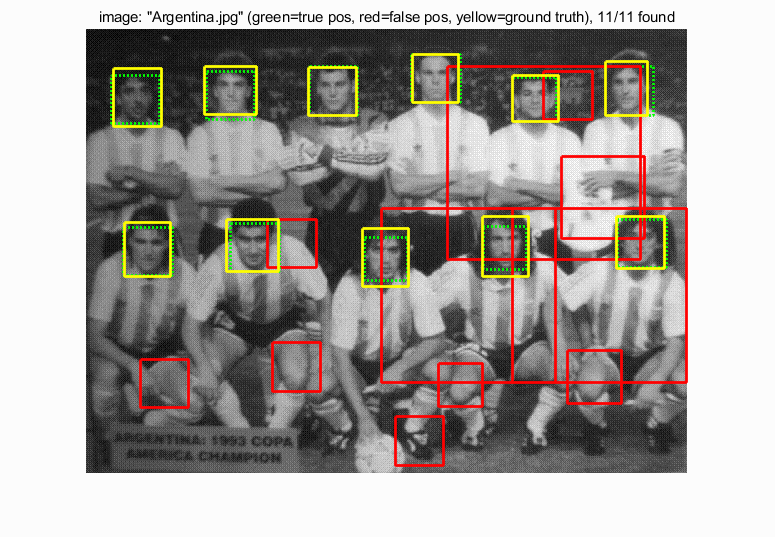 image: "Argentina.jpg" (green=true pos, red=false pos, yellow=ground truth), 11/11 found
ARGENTINA: 1993 COPA
AMERICA CHAMPION